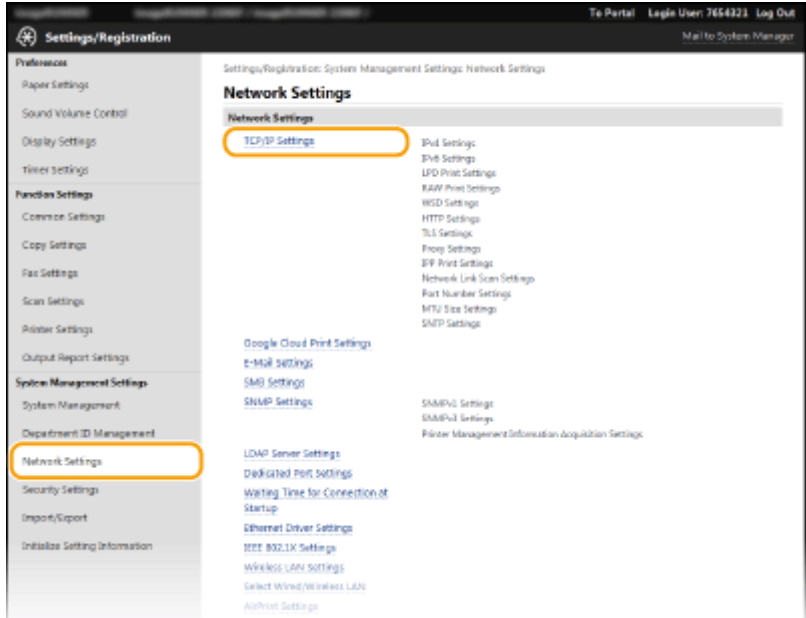 To Portal Login User: 7654321 Log Out
Settings/Registration
Mail to System Manager
Preferences
Paper Settings
Sound Volume Control
Display Settings
Timer Settings
Function Settings
Common Settings
Copy Settings
Fax Settings
Scan Settings
Printer Settings
Output Report Settings
System Management Settings
System Management
Department ID Management
Network Settings
Security Settings
Import/Export
Initialize Setting Information
Settings/Registration: System Management Settings: Network Settings
Network Settings
Network Settings
TCP/IP Settings
IPv4 Settings
IPv6 Settings
LPD Print Settings
RAW Print Settings
WSD Settings
HTTP Settings
TLS Settings
Proxy Settings
IPP Print Settings
Network Link Scan Settings
Port Number Settings
MTU Size Settings
SNTP Settings
Google Cloud Print Settings
E-Mail Settings
SMB Settings
SNMP Settings
SNMPv1 Settings
SNMPv3 Settings
Printer Management Information Acquisition Settings
LDAP Server Settings
Dedicated Port Settings
Waiting Time for Connection at
Startup
Ethernet Driver Settings
IEEE 802.1X Settings
Wireless LAN Settings
Select Wired/Wireless LAN
AirPrint Settings